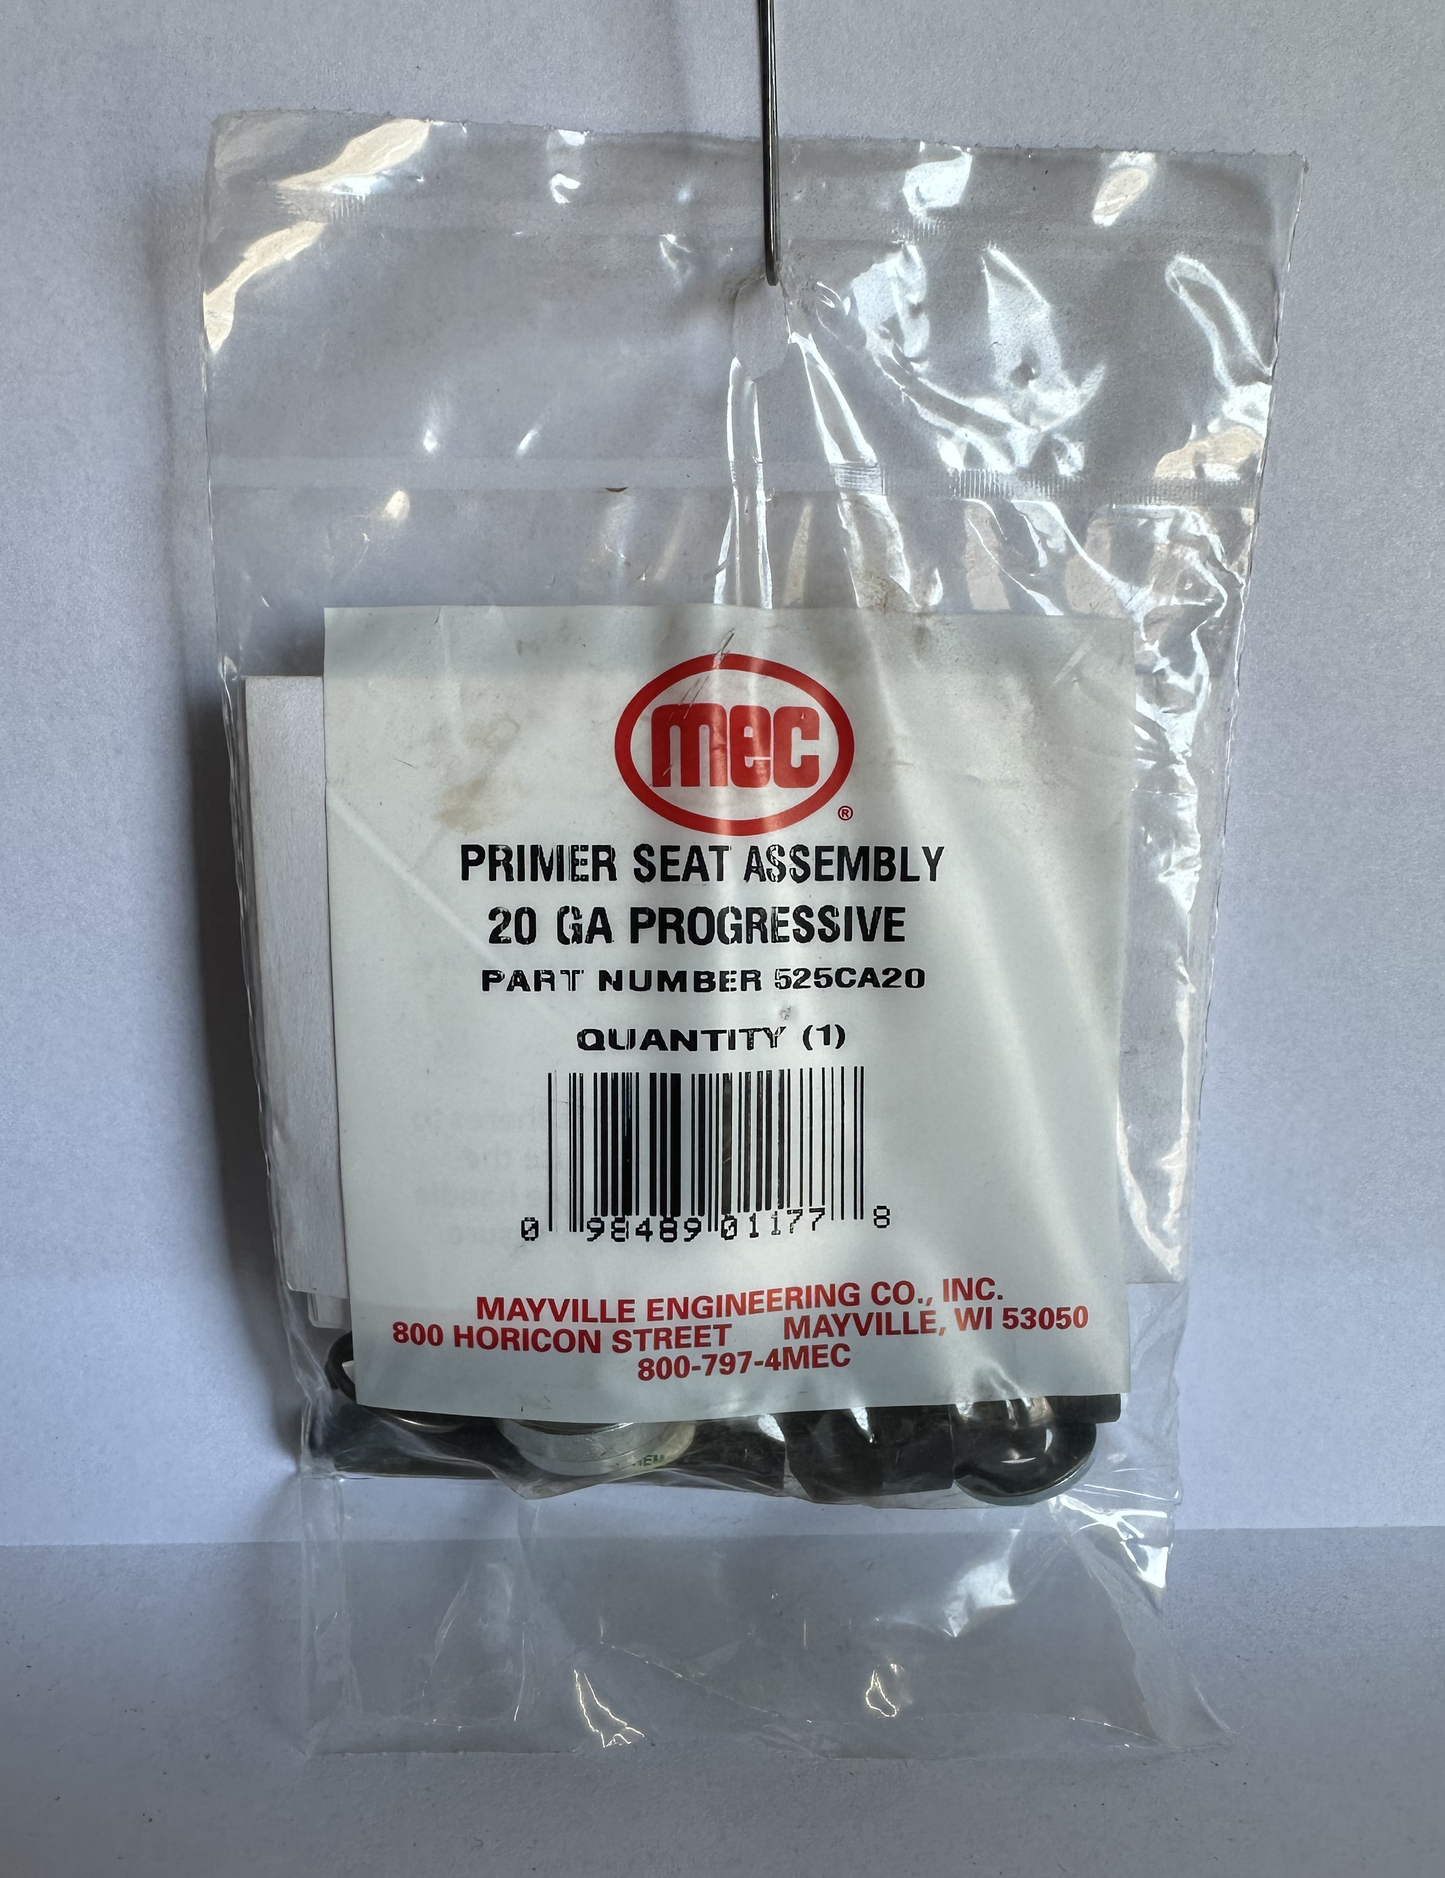 mec
®
PRIMER SEAT ASSEMBLY
20 GA PROGRESSIVE
PART NUMBER 525CA20
QUANTITY (1)
0 98489 01177 8
MAYVILLE ENGINEERING CO., INC.
800 HORICON STREET MAYVILLE, WI 53050
800-797-4MEC